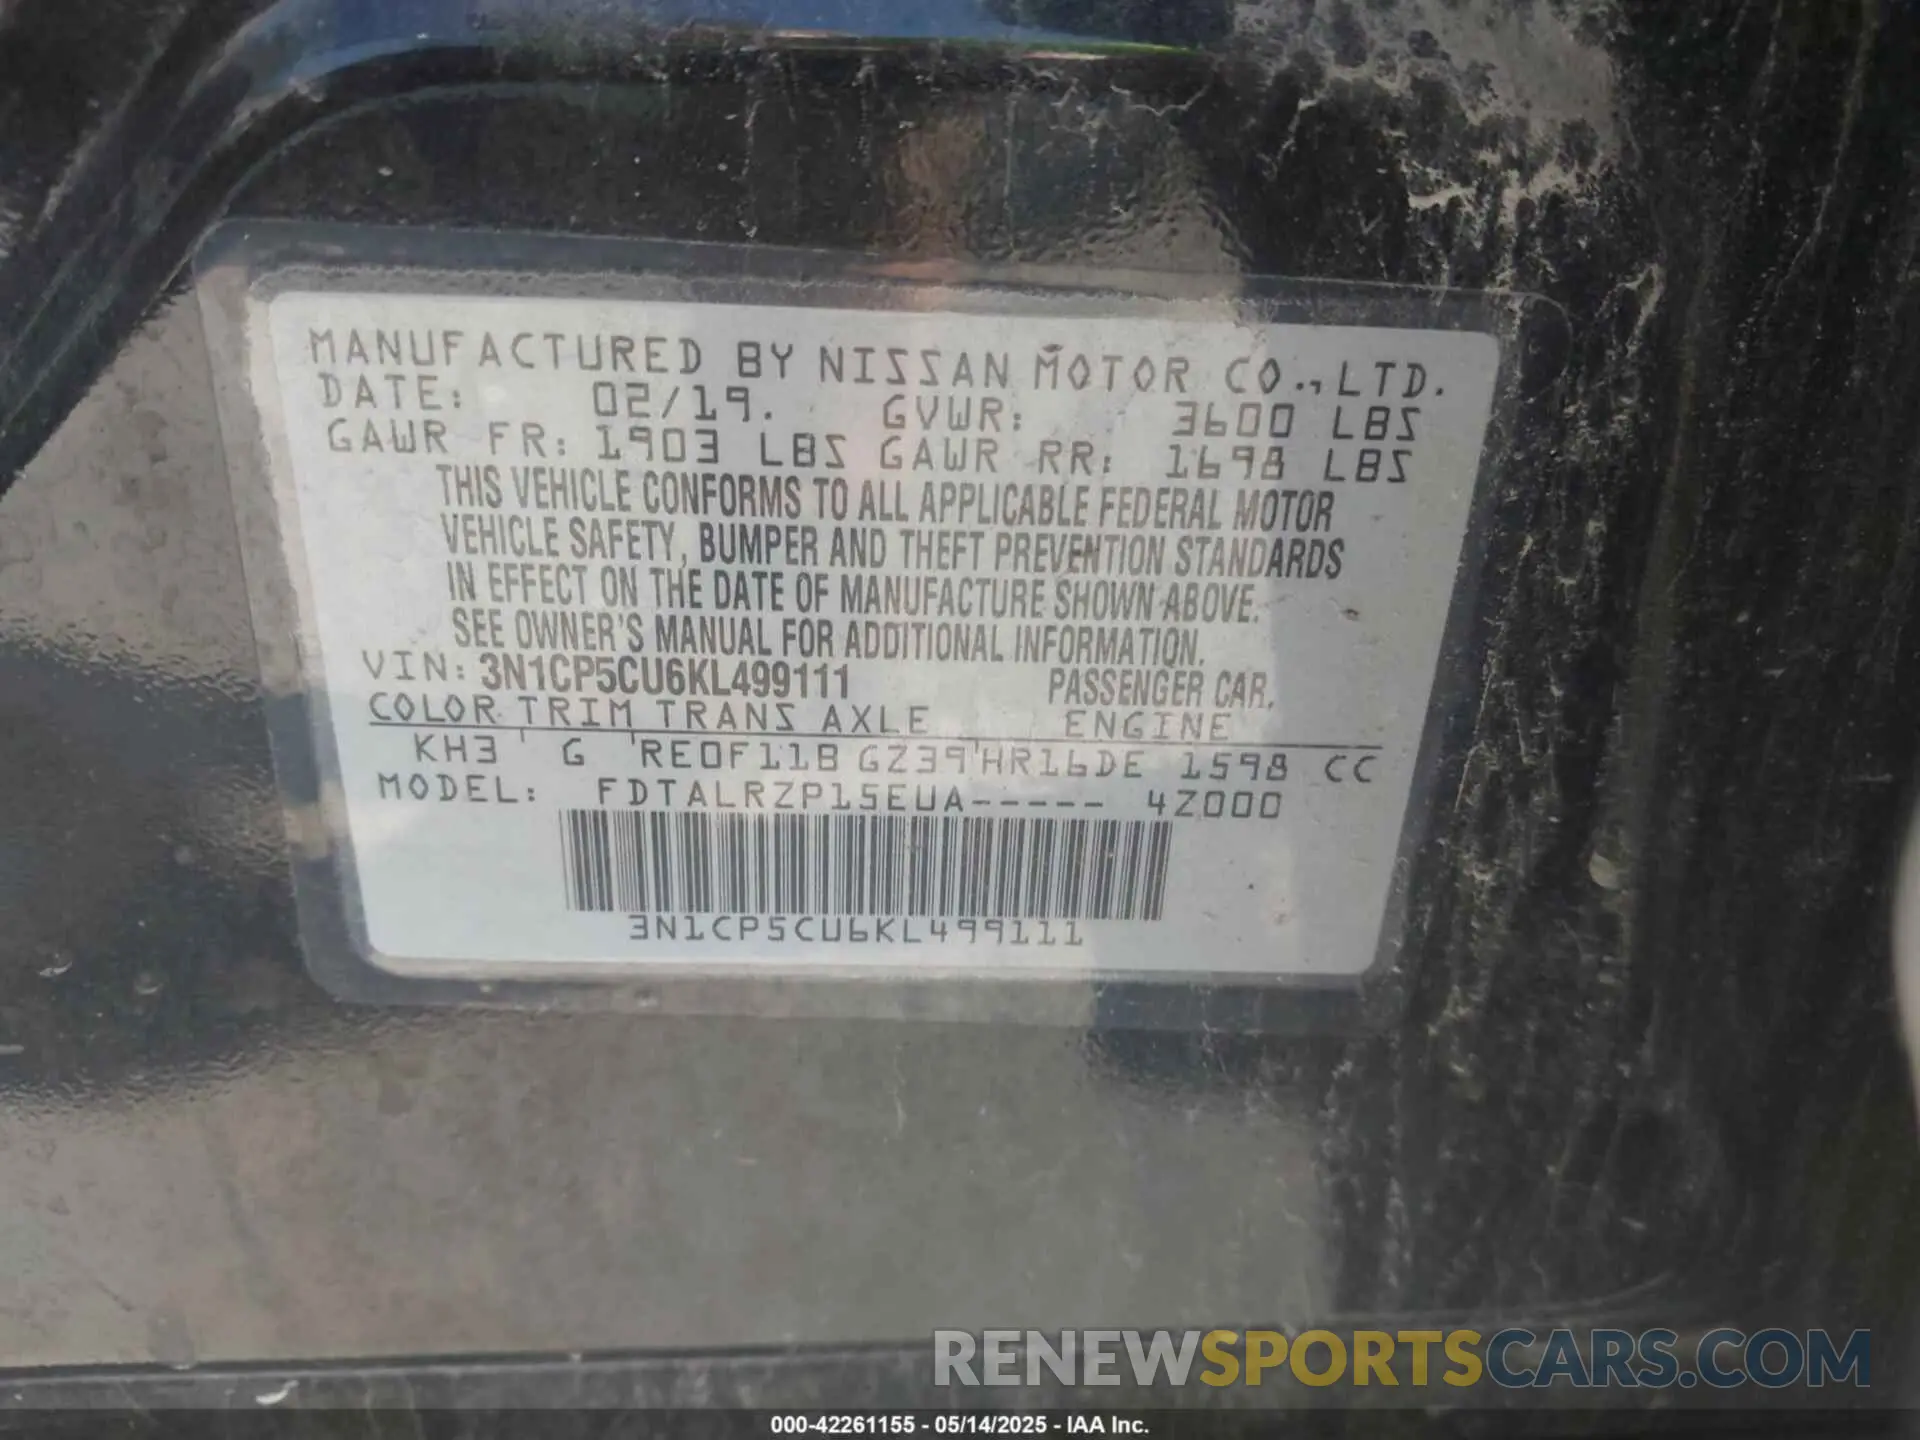 MANUFACTURED BY NISSAN MOTOR CO., LTD.
DATE: 02/19. GVWR: 3600 LBS
GAWR FR: 1903 LBS GAWR RR: 1698 LBS
THIS VEHICLE CONFORMS TO ALL APPLICABLE FEDERAL MOTOR
VEHICLE SAFETY, BUMPER AND THEFT PREVENTION STANDARDS
IN EFFECT ON THE DATE OF MANUFACTURE SHOWN ABOVE.
SEE OWNER'S MANUAL FOR ADDITIONAL INFORMATION.
VIN: 3N1CP5CU6KL499111 PASSENGER CAR.
COLOR TRIM TRANS AXLE ENGINE
KH3 G RE0F11B GZ39 HR16DE 1598 CC
MODEL: FDTALRZP15EUA----- 4Z000
3N1CP5CU6KL499111
RENEWSPORTSCARS.COM
000-42261155 - 05/14/2025 - IAA Inc.